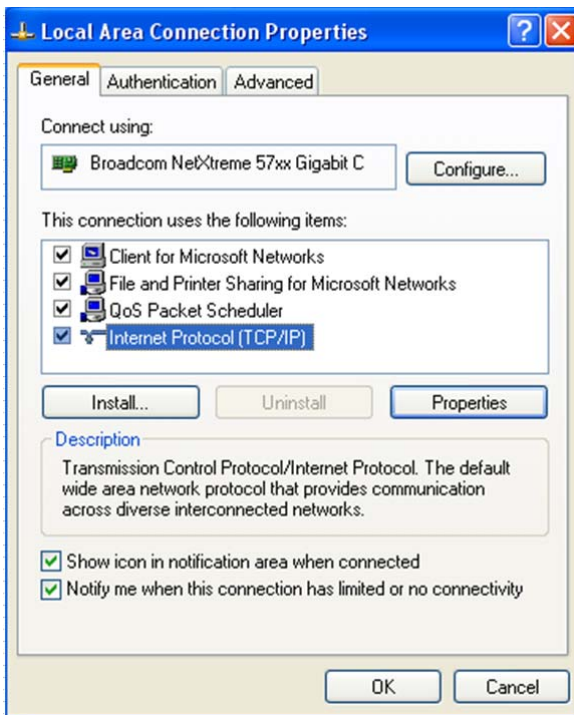 Local Area Connection Properties
General Authentication Advanced
Connect using:
Broadcom NetXtreme 57xx Gigabit C Configure...
This connection uses the following items:
Client for Microsoft Networks
File and Printer Sharing for Microsoft Networks
QoS Packet Scheduler
Internet Protocol (TCP/IP)
Install... Uninstall Properties
Description
Transmission Control Protocol/Internet Protocol. The default
wide area network protocol that provides communication
across diverse interconnected networks.
Show icon in notification area when connected
Notify me when this connection has limited or no connectivity
OK Cancel